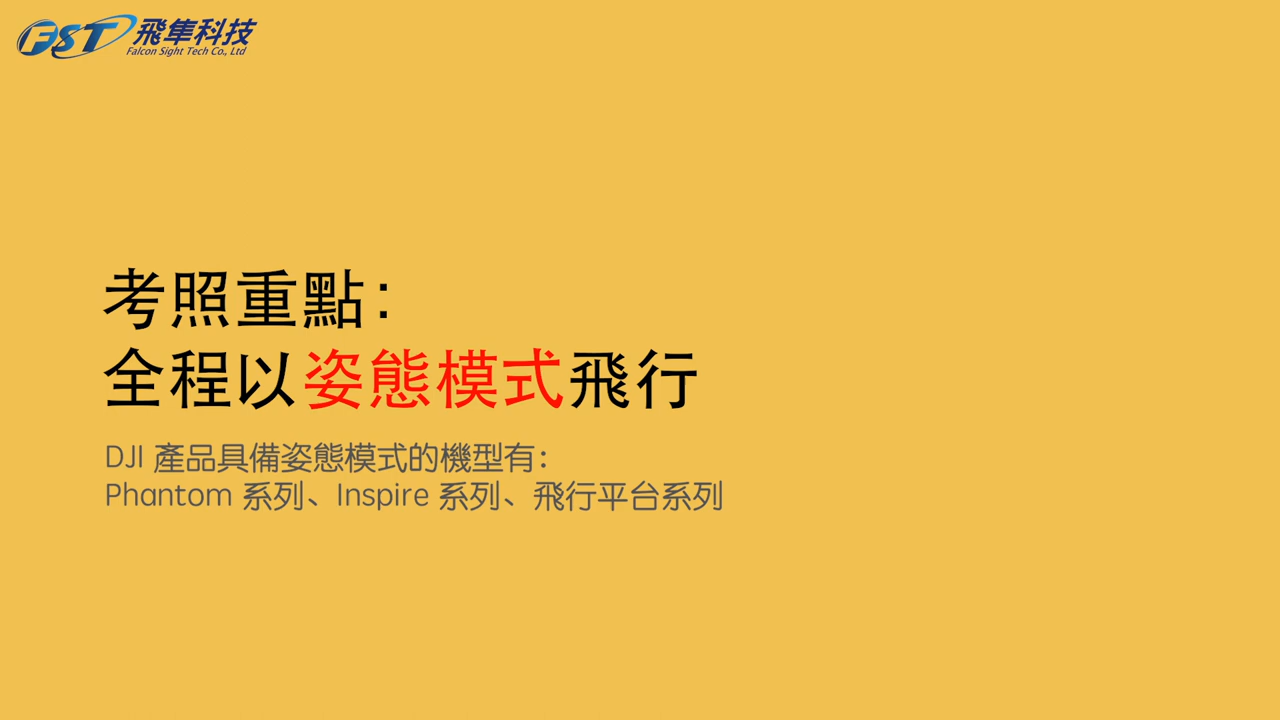 FST 飛隼科技
Falcon Sight Tech Co., Ltd
考照重點：
全程以姿態模式飛行
DJI 產品具備姿態模式的機型有：
Phantom 系列、Inspire 系列、飛行平台系列